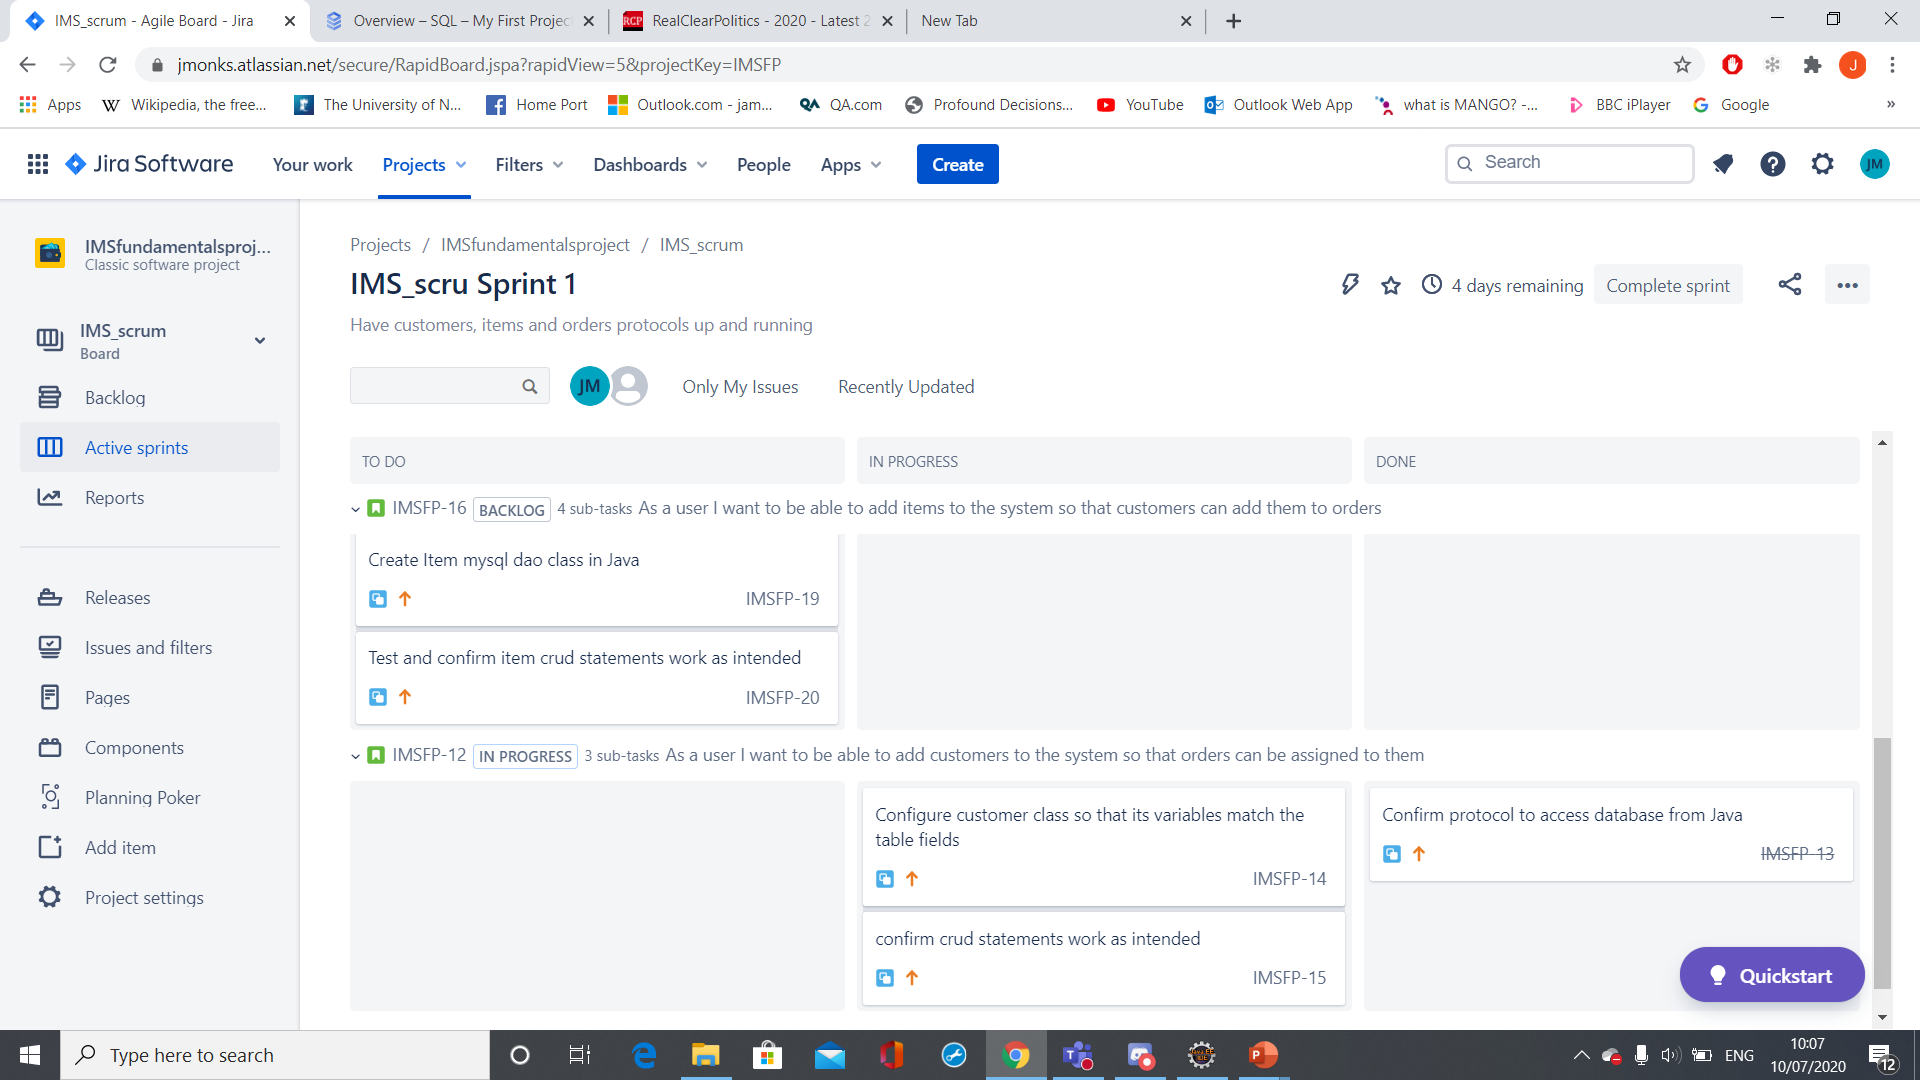 IMS_scrum - Agile Board - Jira
Overview – SQL – My First Projec
RCP RealClearPolitics - 2020 - Latest 2
New Tab
jmonks.atlassian.net/secure/RapidBoard.jspa?rapidView=5&projectKey=IMSFP
J
Apps
W Wikipedia, the free...
The University of N...
Home Port
Outlook.com - jam...
QA QA.com
Profound Decisions...
YouTube
Outlook Web App
what is MANGO? -...
BBC iPlayer
Google
»
Jira Software
Your work
Projects
Filters
Dashboards
People
Apps
Create
Search
JM
IMSfundamentalsproj...
Classic software project
IMS_scrum
Board
Backlog
Active sprints
Reports
Releases
Issues and filters
Pages
Components
Planning Poker
Add item
Project settings
Projects / IMSfundamentalsproject / IMS_scrum
IMS_scru Sprint 1
4 days remaining
Complete sprint
Have customers, items and orders protocols up and running
JM
Only My Issues
Recently Updated
TO DO
IN PROGRESS
DONE
IMSFP-16 BACKLOG 4 sub-tasks As a user I want to be able to add items to the system so that customers can add them to orders
Create Item mysql dao class in Java
IMSFP-19
Test and confirm item crud statements work as intended
IMSFP-20
IMSFP-12 IN PROGRESS 3 sub-tasks As a user I want to be able to add customers to the system so that orders can be assigned to them
Configure customer class so that its variables match the
table fields
IMSFP-14
confirm crud statements work as intended
IMSFP-15
Confirm protocol to access database from Java
IMSFP-13
Quickstart
Type here to search
ENG
10:07
10/07/2020
12